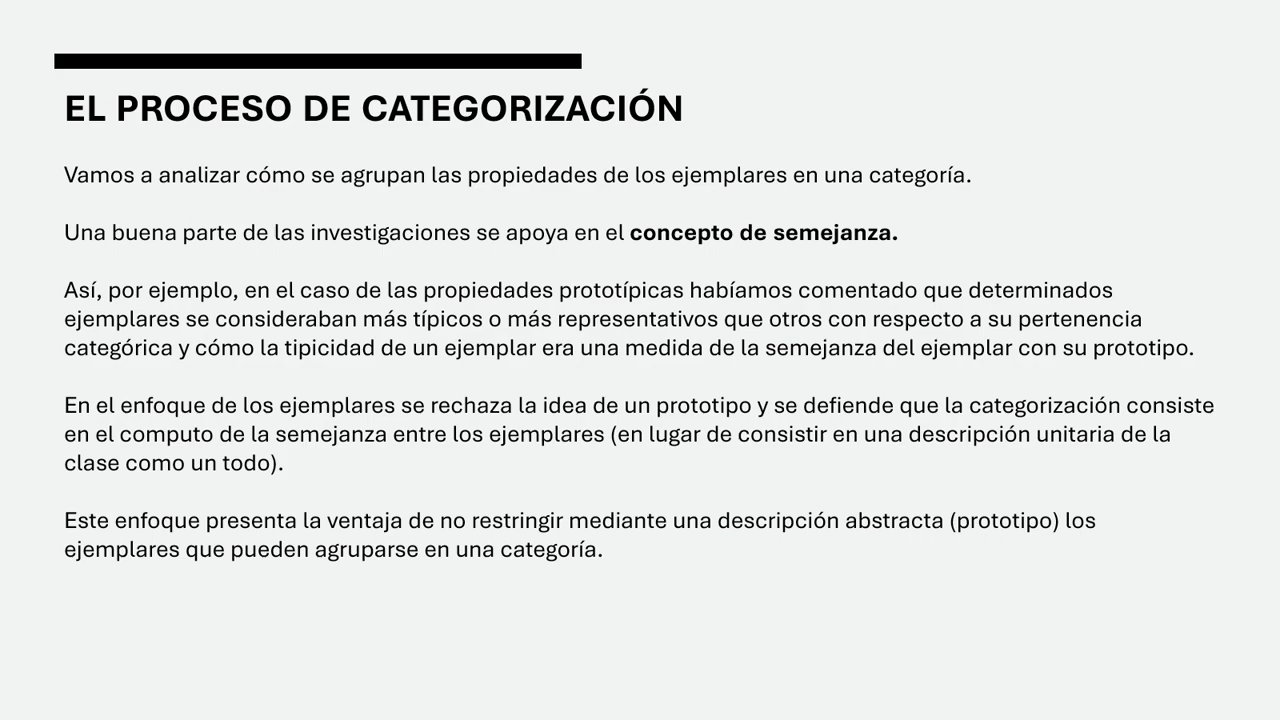 EL PROCESO DE CATEGORIZACIÓN
Vamos a analizar cómo se agrupan las propiedades de los ejemplares en una categoría.
Una buena parte de las investigaciones se apoya en el concepto de semejanza.
Así, por ejemplo, en el caso de las propiedades prototípicas habíamos comentado que determinados
ejemplares se consideraban más típicos o más representativos que otros con respecto a su pertenencia
categórica y cómo la tipicidad de un ejemplar era una medida de la semejanza del ejemplar con su prototipo.
En el enfoque de los ejemplares se rechaza la idea de un prototipo y se defiende que la categorización consiste
en el computo de la semejanza entre los ejemplares (en lugar de consistir en una descripción unitaria de la
clase como un todo).
Este enfoque presenta la ventaja de no restringir mediante una descripción abstracta (prototipo) los
ejemplares que pueden agruparse en una categoría.